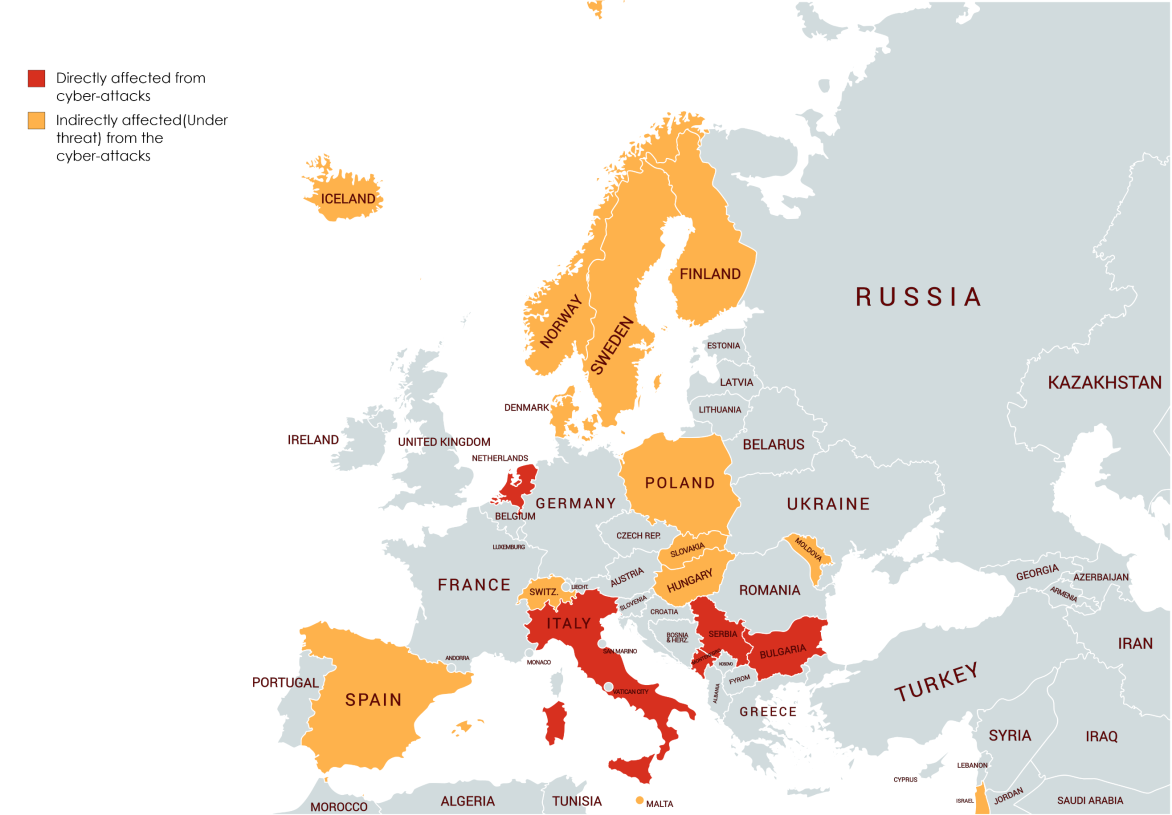 Directly affected from
cyber-attacks
Indirectly affected(Under
threat) from the
cyber-attacks
ICELAND
FINLAND
RUSSIA
NORWAY
SWEDEN
ESTONIA
LATVIA
KAZAKHSTAN
DENMARK
LITHUANIA
IRELAND
UNITED KINGDOM
BELARUS
NETHERLANDS
POLAND
GERMANY
UKRAINE
BELGIUM
CZECH REP.
LUXEMBURG
SLOVAKIA
MOLDOVA
FRANCE
SWITZ.
LIECHT.
AUSTRIA
HUNGARY
ROMANIA
GEORGIA
AZERBAIJAN
ARMENIA
SLOVENIA
CROATIA
ITALY
BOSNIA
& HERZ.
SERBIA
BULGARIA
IRAN
SAN MARINO
MONACO
ANDORRA
MONTENEGRO
KOSOVO
PORTUGAL
SPAIN
VATICAN CITY
ALBANIA
FYROM
TURKEY
GREECE
SYRIA
IRAQ
LEBANON
CYPRUS
MOROCCO
ALGERIA
TUNISIA
MALTA
ISRAEL
JORDAN
SAUDI ARABIA